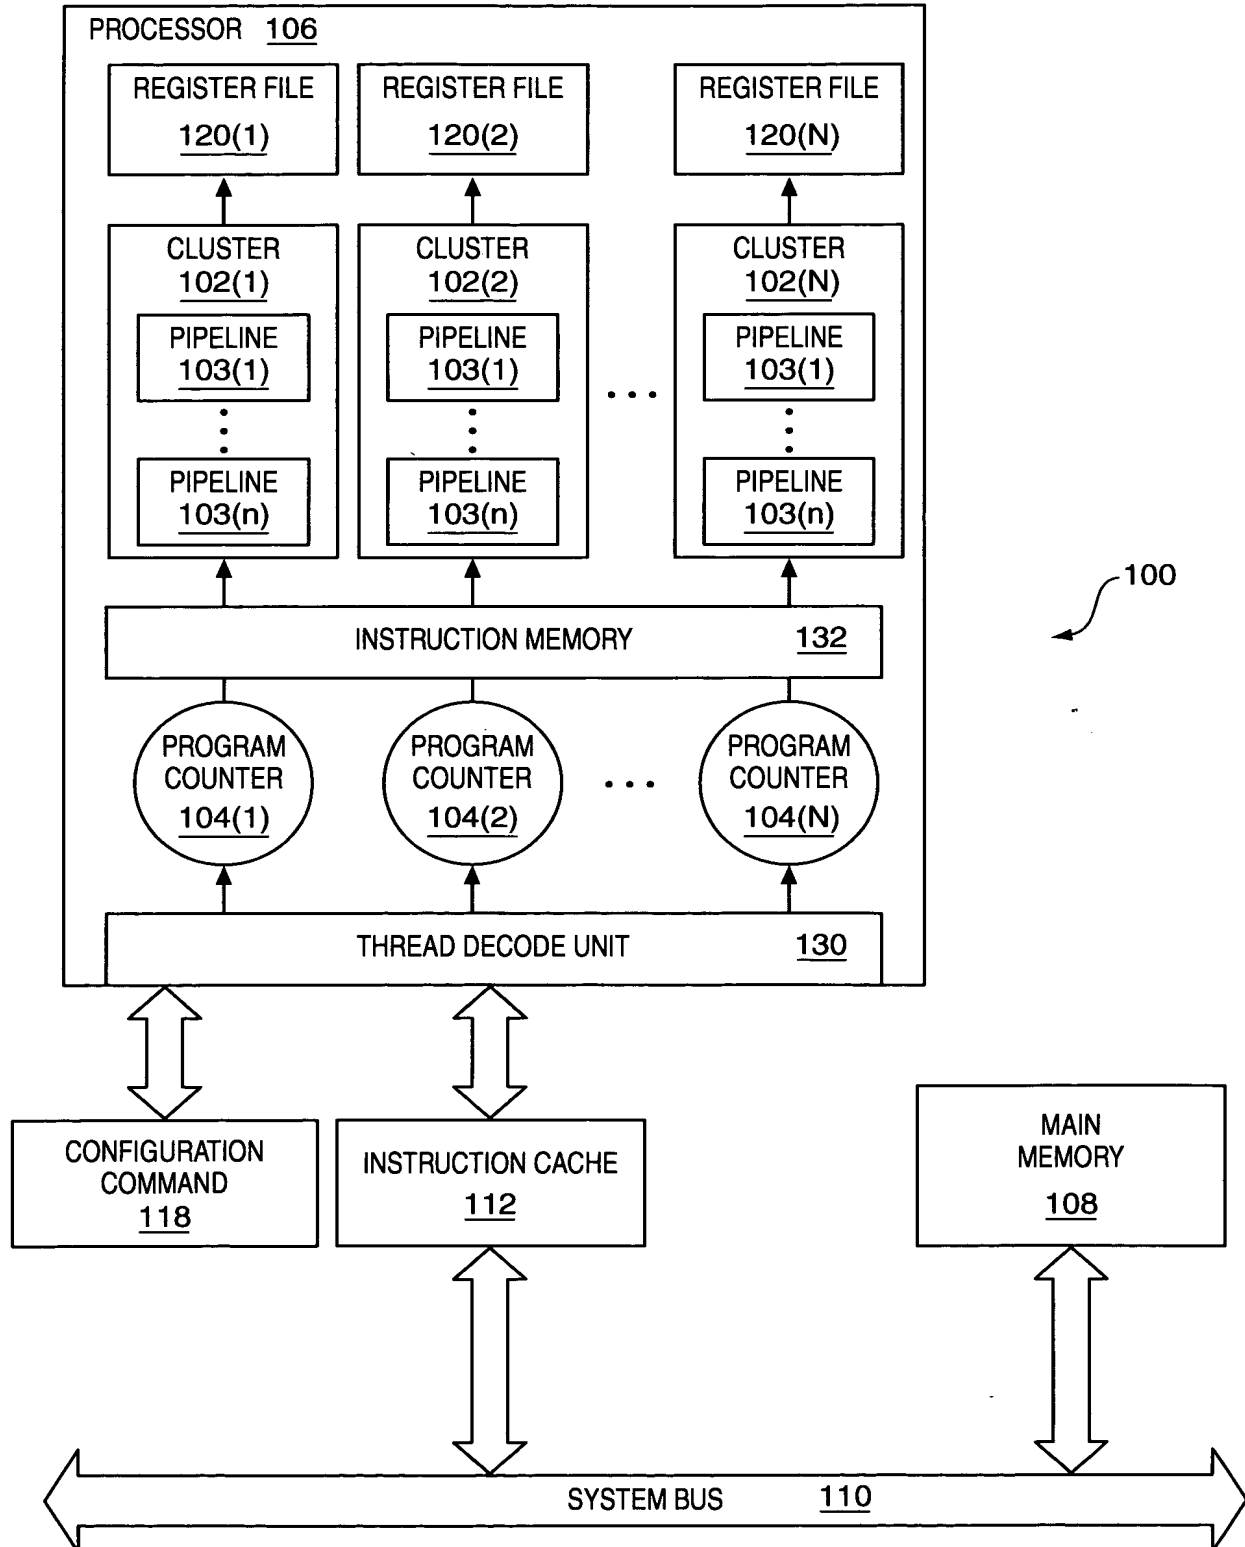 PROCESSOR 106
REGISTER FILE
120(1)
REGISTER FILE
120(2)
REGISTER FILE
120(N)
CLUSTER
102(1)
PIPELINE
103(1)
PIPELINE
103(n)
CLUSTER
102(2)
PIPELINE
103(1)
PIPELINE
103(n)
CLUSTER
102(N)
PIPELINE
103(1)
PIPELINE
103(n)
100
INSTRUCTION MEMORY 132
PROGRAM
COUNTER
104(1)
PROGRAM
COUNTER
104(2)
PROGRAM
COUNTER
104(N)
THREAD DECODE UNIT 130
CONFIGURATION
COMMAND
118
INSTRUCTION CACHE
112
MAIN
MEMORY
108
SYSTEM BUS 110